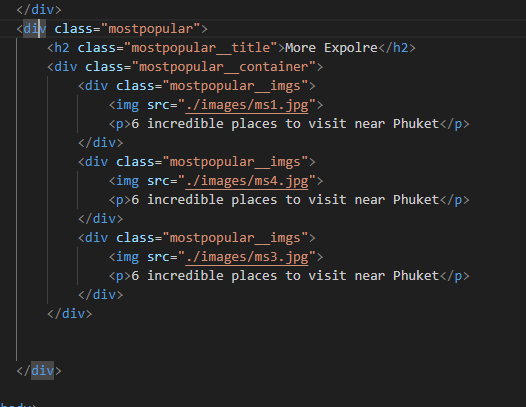 </div>
<div class="mostpopular">
<h2 class="mostpopular__title">More Expolre</h2>
<div class="mostpopular__container">
<div class="mostpopular__imgs">
<img src="./images/ms1.jpg">
<p>6 incredible places to visit near Phuket</p>
</div>
<div class="mostpopular__imgs">
<img src="./images/ms4.jpg">
<p>6 incredible places to visit near Phuket</p>
</div>
<div class="mostpopular__imgs">
<img src="./images/ms3.jpg">
<p>6 incredible places to visit near Phuket</p>
</div>
</div>
</div>